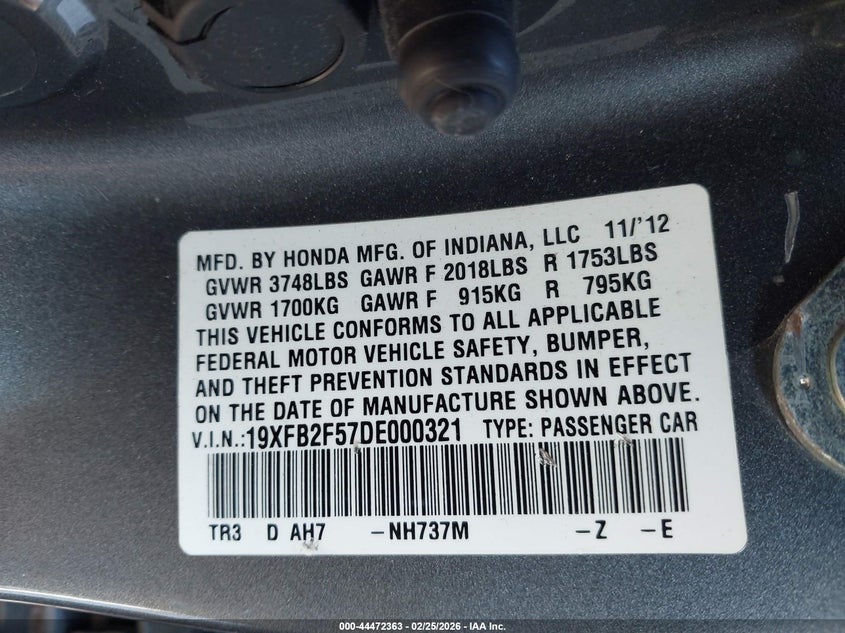 MFD. BY HONDA MFG. OF INDIANA, LLC 11/'12
GVWR 3748LBS GAWR F 2018LBS R 1753LBS
GVWR 1700KG GAWR F 915KG R 795KG
THIS VEHICLE CONFORMS TO ALL APPLICABLE
FEDERAL MOTOR VEHICLE SAFETY, BUMPER,
AND THEFT PREVENTION STANDARDS IN EFFECT
ON THE DATE OF MANUFACTURE SHOWN ABOVE.
V.I.N.:19XFB2F57DE000321 TYPE: PASSENGER CAR
TR3 D AH7 -NH737M -Z -E
000-44472363 - 02/25/2026 - IAA Inc.